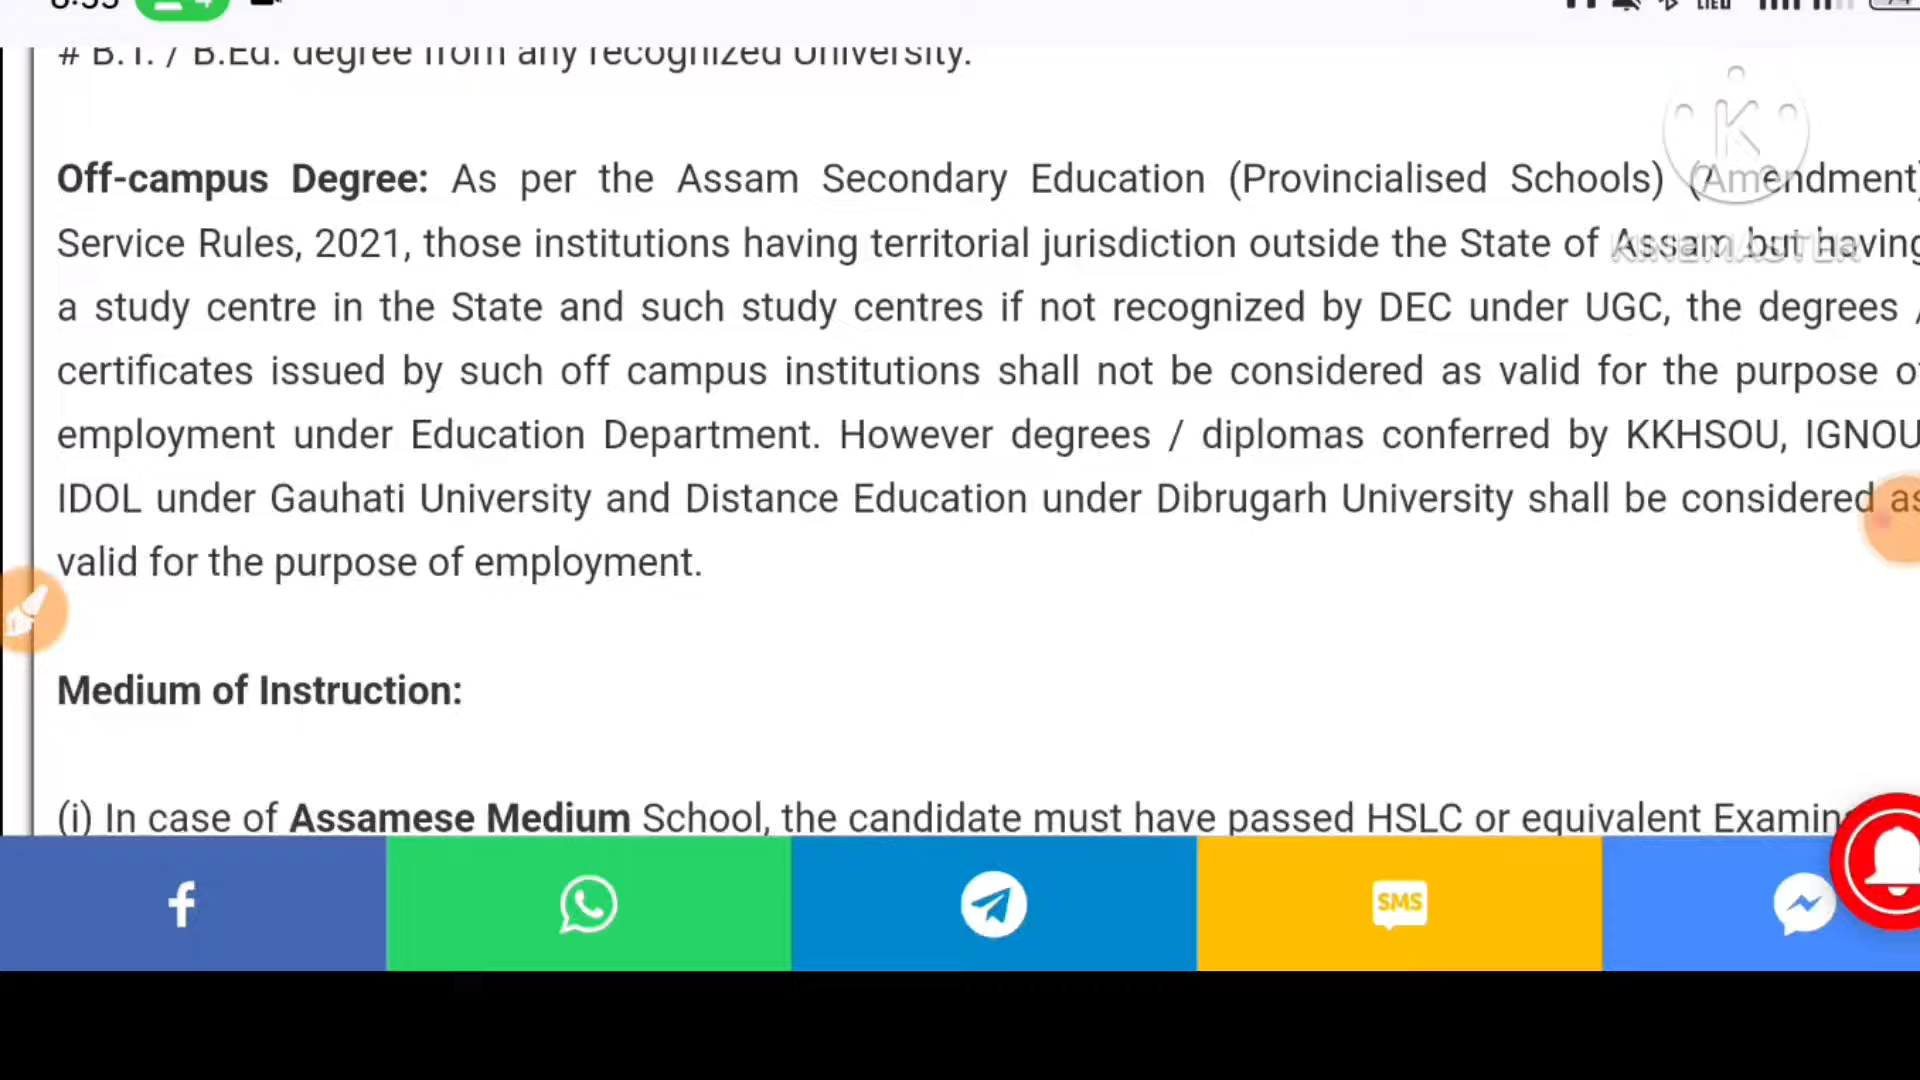 # B.T. / B.Ed. degree from any recognized University.
Off-campus Degree: As per the Assam Secondary Education (Provincialised Schools) (Amendment)
Service Rules, 2021, those institutions having territorial jurisdiction outside the State of Assam but having
a study centre in the State and such study centres if not recognized by DEC under UGC, the degrees /
certificates issued by such off campus institutions shall not be considered as valid for the purpose of
employment under Education Department. However degrees / diplomas conferred by KKHSOU, IGNOU
IDOL under Gauhati University and Distance Education under Dibrugarh University shall be considered as
valid for the purpose of employment.
Medium of Instruction:
(i) In case of Assamese Medium School, the candidate must have passed HSLC or equivalent Examin
SMS
K
KINEMASTER